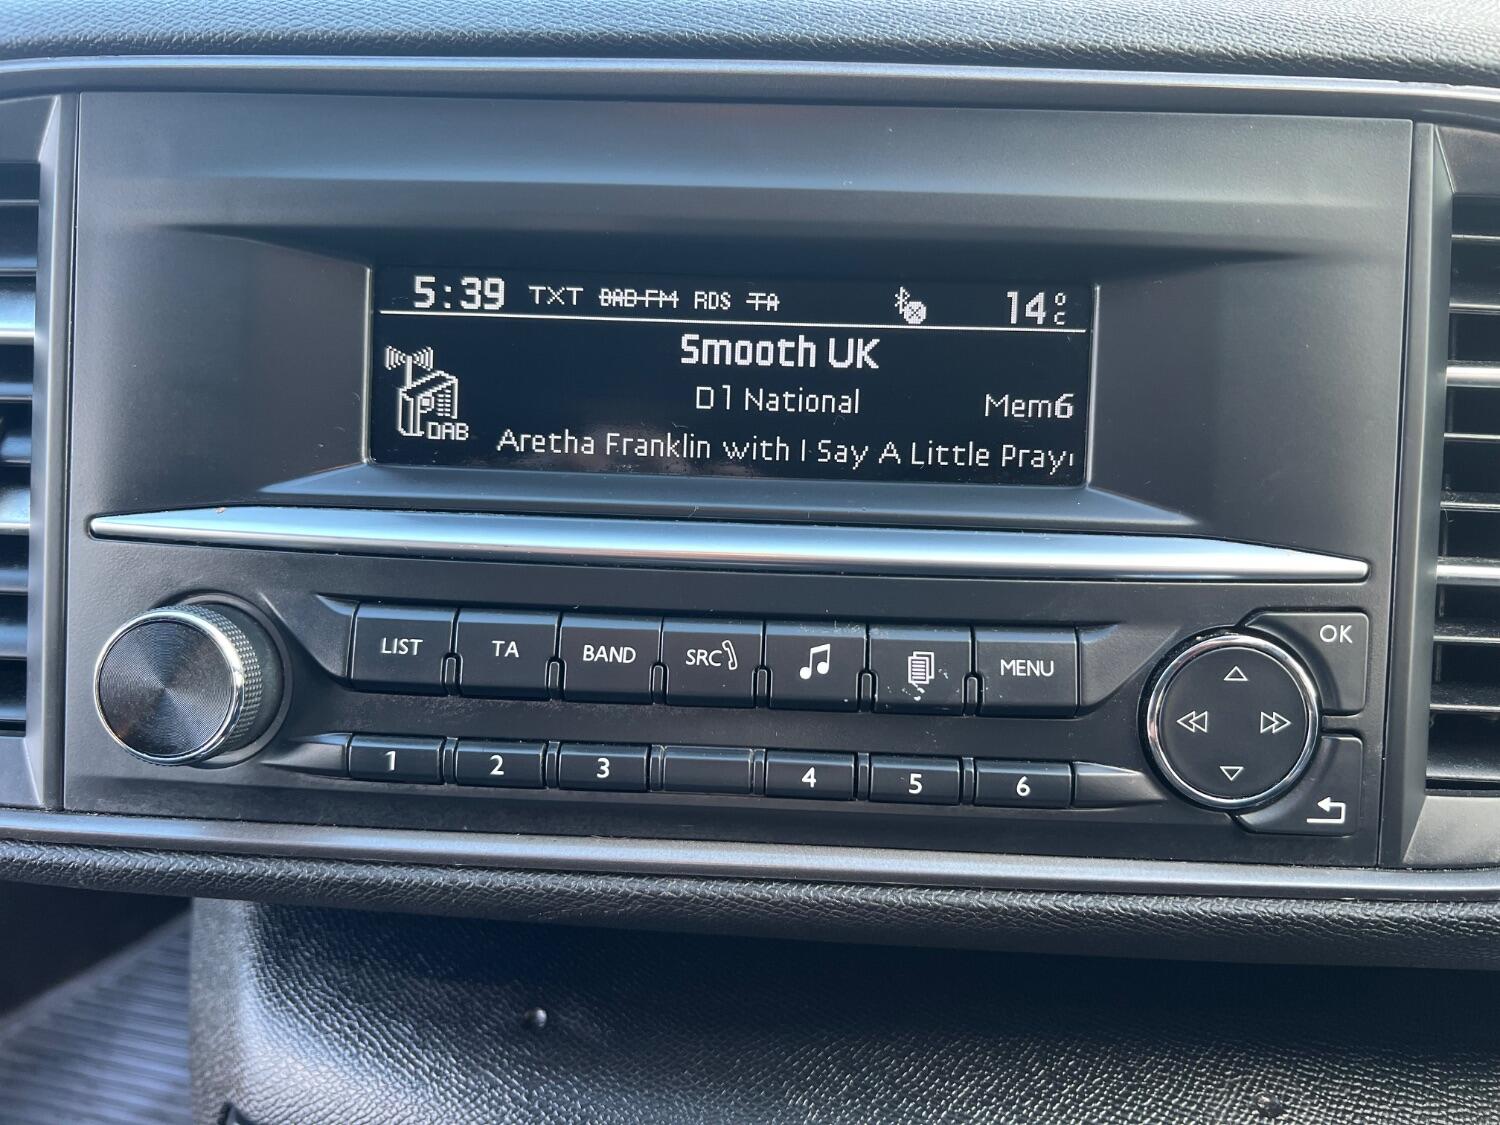 5:39 TXT DAB-FM RDS TA 14°C
Smooth UK
D1 National Mem6
DAB
Aretha Franklin with I Say A Little Pray
LIST TA BAND SRC MENU OK
1 2 3 4 5 6